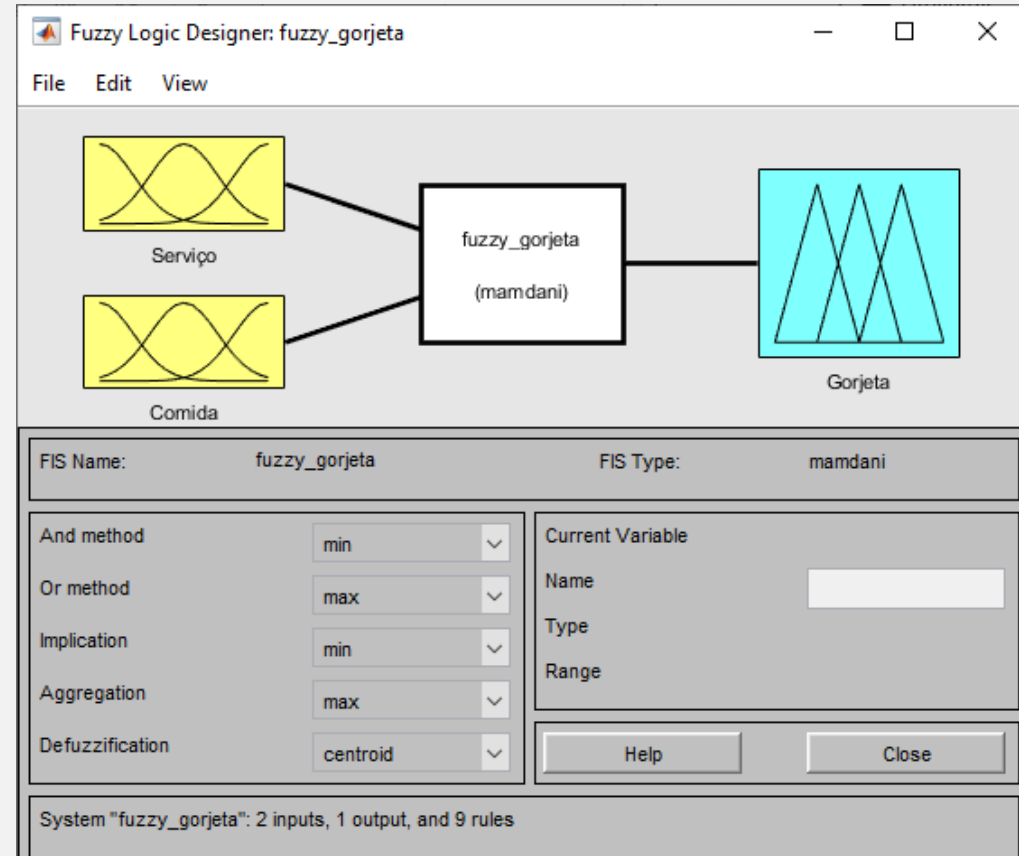 Fuzzy Logic Designer: fuzzy_gorjeta
File Edit View
Serviço
Comida
fuzzy_gorjeta
(mamdani)
Gorjeta
FIS Name: fuzzy_gorjeta FIS Type: mamdani
And method min
Or method max
Implication min
Aggregation max
Defuzzification centroid
Current Variable
Name
Type
Range
Help Close
System "fuzzy_gorjeta": 2 inputs, 1 output, and 9 rules